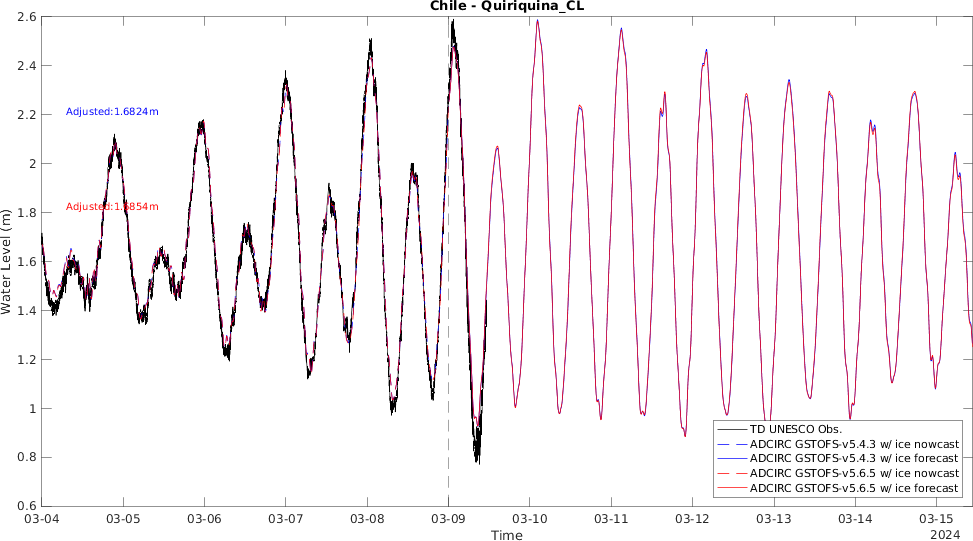 Chile - Quiriquina_CL
2.6
2.4
2.2
2
1.8
1.6
1.4
1.2
1
0.8
0.6
Water Level (m)
Adjusted:1.6824m
Adjusted:1.6854m
TD UNESCO Obs.
ADCIRC GSTOFS-v5.4.3 w/ ice nowcast
ADCIRC GSTOFS-v5.4.3 w/ ice forecast
ADCIRC GSTOFS-v5.6.5 w/ ice nowcast
ADCIRC GSTOFS-v5.6.5 w/ ice forecast
03-04 03-05 03-06 03-07 03-08 03-09 03-10 03-11 03-12 03-13 03-14 03-15
Time
2024